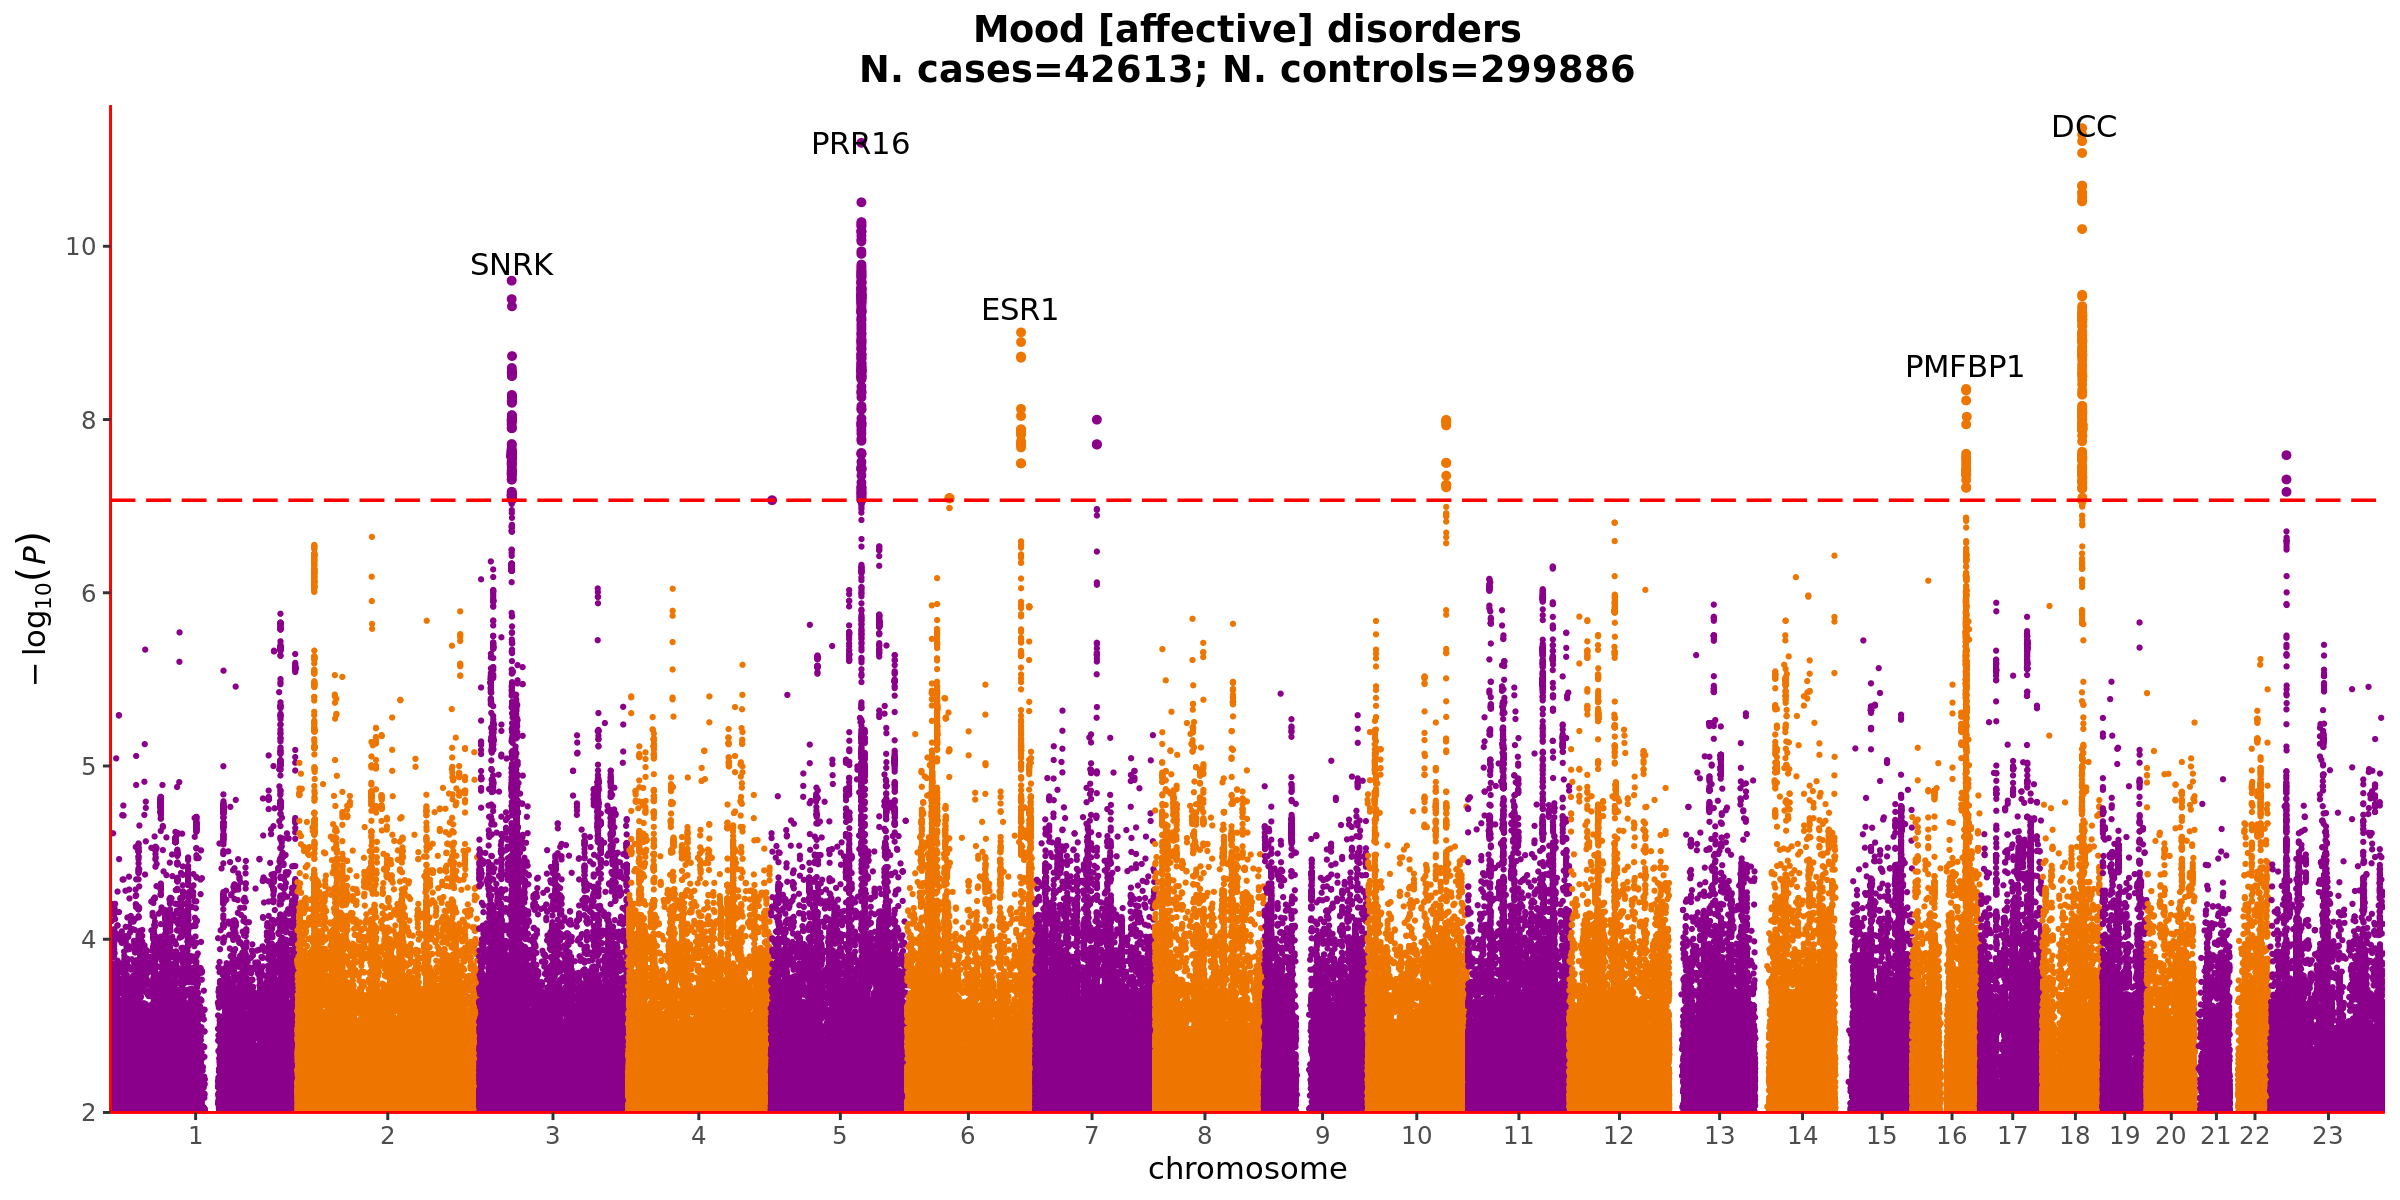 Mood [affective] disorders
N. cases=42613; N. controls=299886
DCC
PRR16
10
SNRK
ESR1
PMFBP1
8
6
− log10(P)
5
4
2
1 2 3 4 5 6 7 8 9 10 11 12 13 14 15 16 17 18 19 20 21 22 23
chromosome